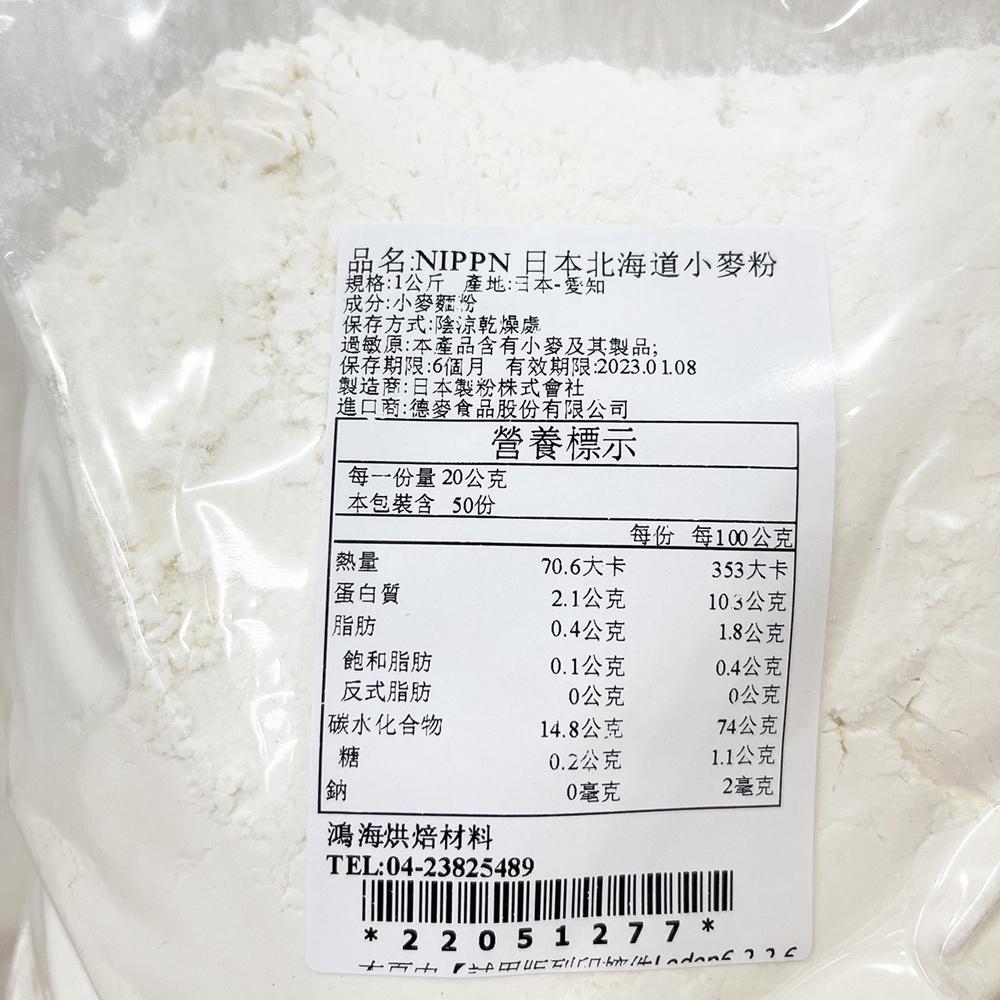 品名:NIPPN 日本北海道小麥粉
規格:1公斤 產地:日本-愛知
成分:小麥麵粉
保存方式:陰涼乾燥處
過敏原:本產品含有小麥及其製品;
保存期限:6個月 有效期限:2023.01.08
製造商:日本製粉株式會社
進口商:德麥食品股份有限公司
營養標示
每一份量 20公克
本包裝含 50份
每份 每100公克
熱量 70.6大卡 353大卡
蛋白質 2.1公克 10.3公克
脂肪 0.4公克 1.8公克
飽和脂肪 0.1公克 0.4公克
反式脂肪 0公克 0公克
碳水化合物 14.8公克 74公克
糖 0.2公克 1.1公克
鈉 0毫克 2毫克
鴻海烘焙材料
TEL:04-23825489
*22051277*